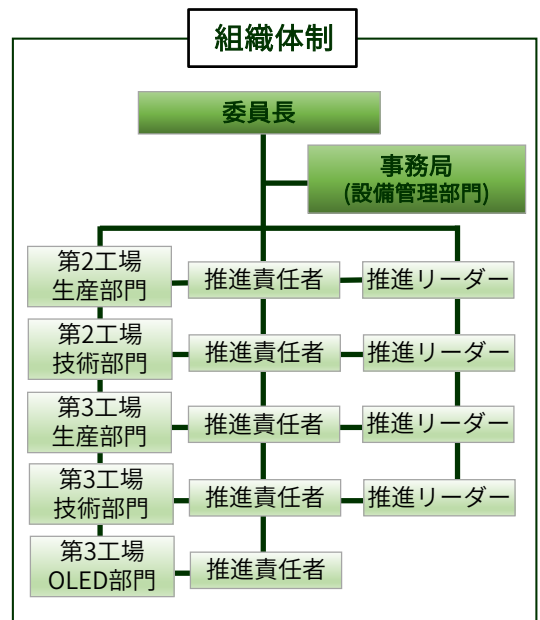 組織体制
委員長
事務局
(設備管理部門)
第2工場
生産部門
推進責任者
推進リーダー
第2工場
技術部門
推進責任者
推進リーダー
第3工場
生産部門
推進責任者
推進リーダー
第3工場
技術部門
推進責任者
推進リーダー
第3工場
OLED部門
推進責任者